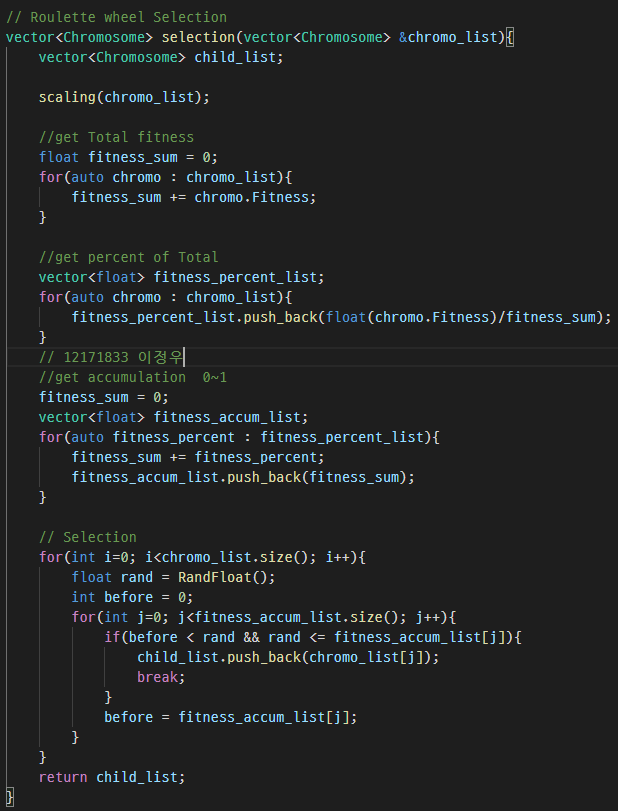 // Roulette wheel Selection
vector<Chromosome> selection(vector<Chromosome> &chromo_list){
    vector<Chromosome> child_list;

    scaling(chromo_list);

    //get Total fitness
    float fitness_sum = 0;
    for(auto chromo : chromo_list){
        fitness_sum += chromo.Fitness;
    }

    //get percent of Total
    vector<float> fitness_percent_list;
    for(auto chromo : chromo_list){
        fitness_percent_list.push_back(float(chromo.Fitness)/fitness_sum);
    }
    // 12171833 이정우
    //get accumulation  0~1
    fitness_sum = 0;
    vector<float> fitness_accum_list;
    for(auto fitness_percent : fitness_percent_list){
        fitness_sum += fitness_percent;
        fitness_accum_list.push_back(fitness_sum);
    }

    // Selection
    for(int i=0; i<chromo_list.size(); i++){
        float rand = RandFloat();
        int before = 0;
        for(int j=0; j<fitness_accum_list.size(); j++){
            if(before < rand && rand <= fitness_accum_list[j]){
                child_list.push_back(chromo_list[j]);
                break;
            }
            before = fitness_accum_list[j];
        }
    }
    return child_list;
}